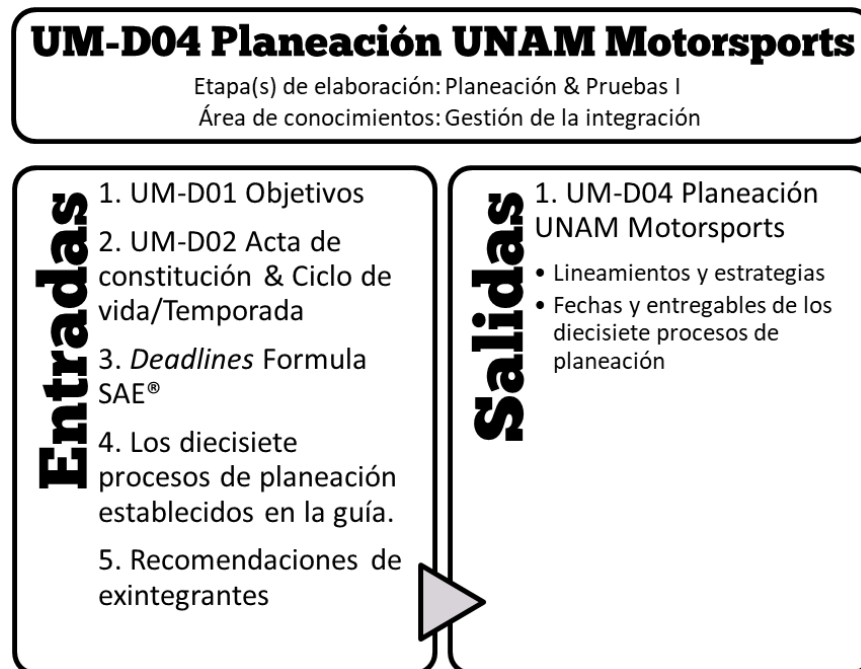 UM-D04 Planeación UNAM Motorsports
Etapa(s) de elaboración: Planeación & Pruebas I
Área de conocimientos: Gestión de la integración
Entradas
1. UM-D01 Objetivos
2. UM-D02 Acta de
constitución & Ciclo de
vida/Temporada
3. Deadlines Formula
SAE®
4. Los diecisiete
procesos de planeación
establecidos en la guía.
5. Recomendaciones de
exintegrantes
Salidas
1. UM-D04 Planeación
UNAM Motorsports
• Lineamientos y estrategias
• Fechas y entregables de los
diecisiete procesos de
planeación